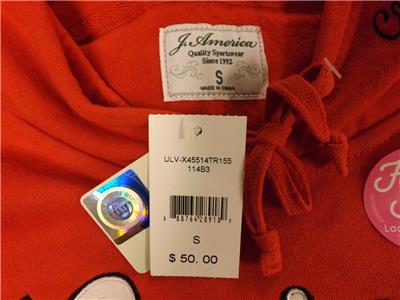 J. America
Quality Sportswear
Since 1992
S
MADE IN CHINA
ULV-X45514TR155
114B3
S
$ 50.00